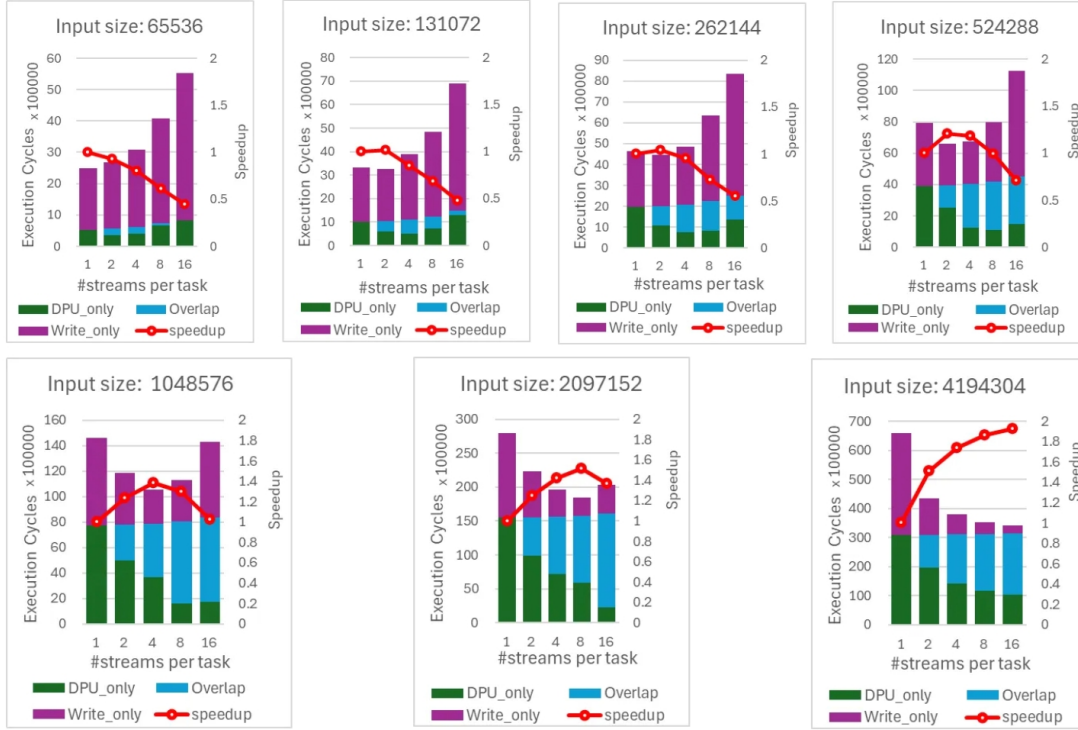 Input size: 65536
Execution Cycles x100000
60
50
40
30
20
10
0
2
1.5
1
0.5
0
Speedup
1 2 4 8 16
#streams per task
DPU_only Overlap
Write_only speedup
Input size: 131072
Execution Cycles x100000
80
70
60
50
40
30
20
10
0
2
1.5
1
0.5
0
Speedup
1 2 4 8 16
#streams per task
DPU_only Overlap
Write_only speedup
Input size: 262144
Execution Cycles x100000
90
80
70
60
50
40
30
20
10
0
2
1.5
1
0.5
0
Speedup
1 2 4 8 16
#streams per task
DPU_only Overlap
Write_only speedup
Input size: 524288
Execution Cycles x100000
120
100
80
60
40
20
0
2
1.5
1
0.5
0
Speedup
1 2 4 8 16
#streams per task
DPU_only Overlap
Write_only speedup
Input size: 1048576
Execution Cycles x100000
160
140
120
100
80
60
40
20
0
2
1.8
1.6
1.4
1.2
1
0.8
0.6
0.4
0.2
0
Speedup
1 2 4 8 16
#streams per task
DPU_only Overlap
Write_only speedup
Input size: 2097152
Execution Cycles x100000
300
250
200
150
100
50
0
2
1.8
1.6
1.4
1.2
1
0.8
0.6
0.4
0.2
0
Speedup
1 2 4 8 16
#streams per task
DPU_only Overlap
Write_only speedup
Input size: 4194304
Execution Cycles x100000
700
600
500
400
300
200
100
0
2
1.8
1.6
1.4
1.2
1
0.8
0.6
0.4
0.2
0
Speedup
1 2 4 8 16
#streams per task
DPU_only Overlap
Write_only speedup